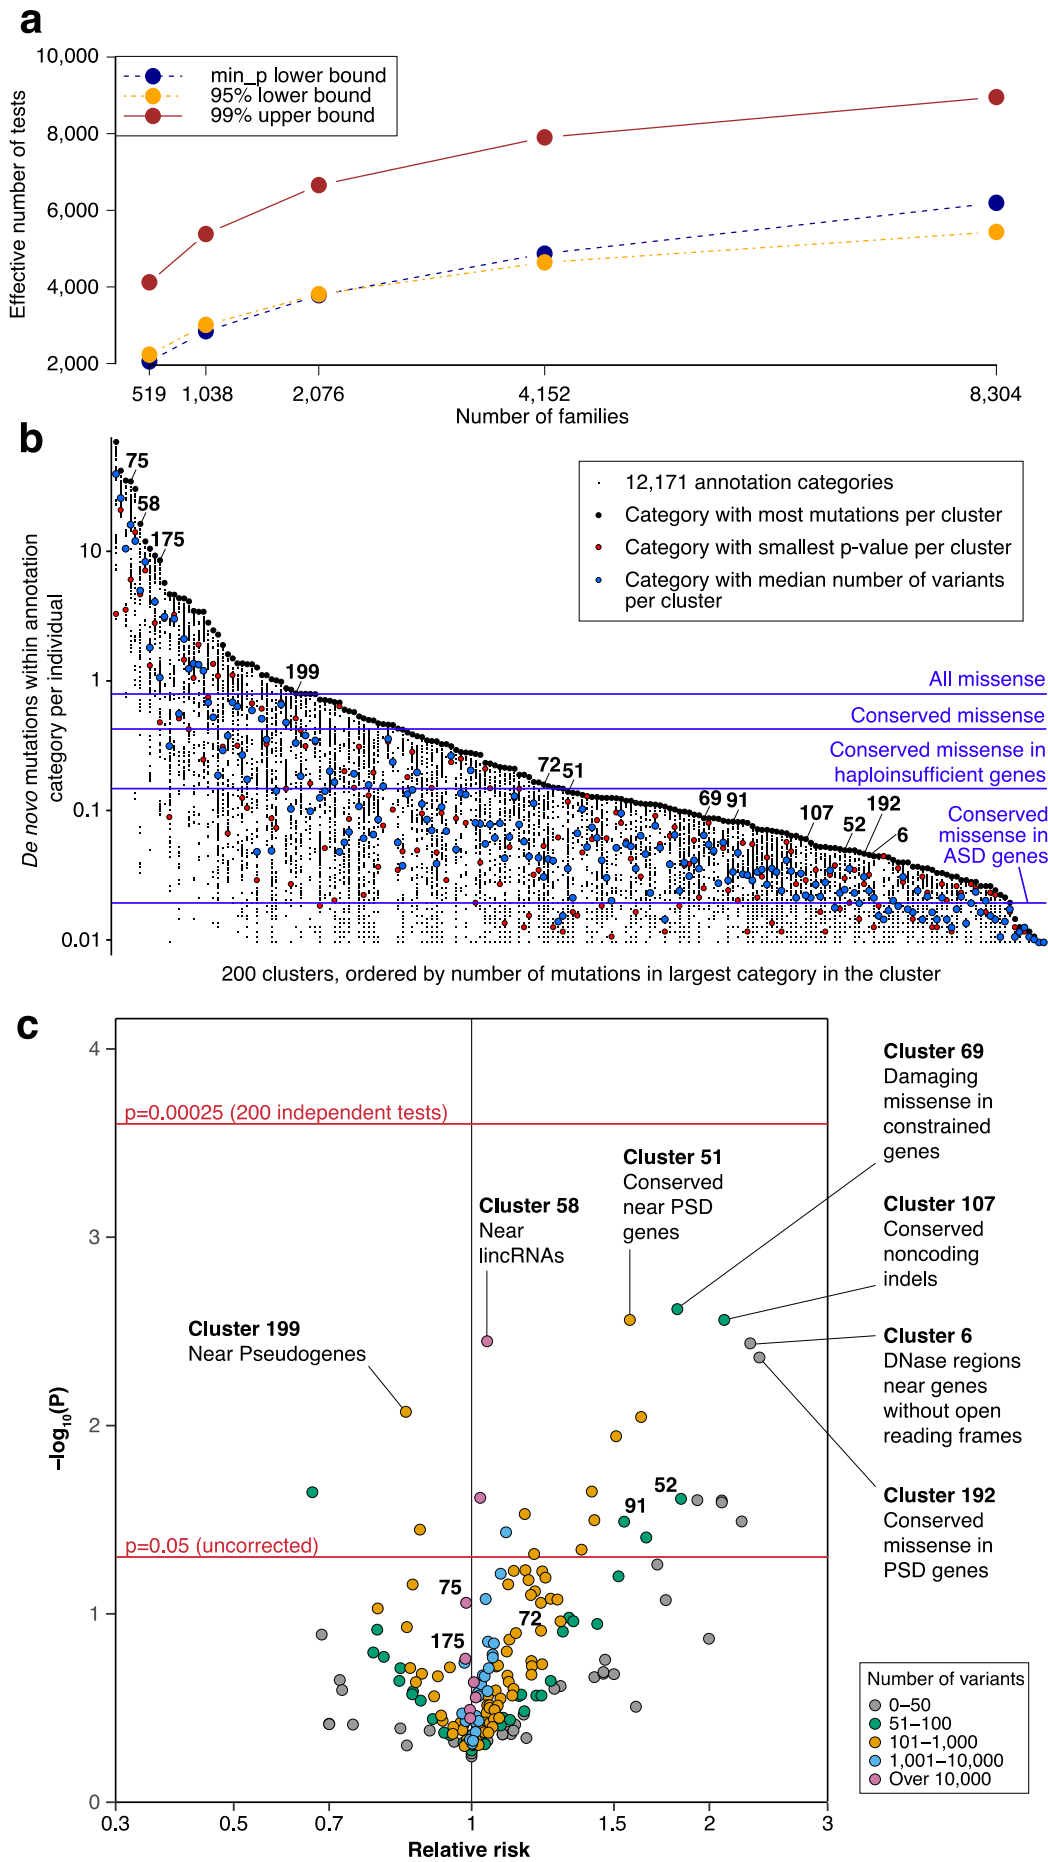 a
10,000
8,000
6,000
4,000
2,000
Effective number of tests
min_p lower bound
95% lower bound
99% upper bound
519
1,038
2,076
4,152
8,304
Number of families
b
De novo mutations within annotation
category per individual
10
1
0.1
0.01
75
58
175
199
72
51
69
91
107
52
192
6
12,171 annotation categories
Category with most mutations per cluster
Category with smallest p-value per cluster
Category with median number of variants
per cluster
All missense
Conserved missense
Conserved missense in
haploinsufficient genes
Conserved
missense in
ASD genes
200 clusters, ordered by number of mutations in largest category in the cluster
c
4
3
2
1
0
–log10(P)
p=0.00025 (200 independent tests)
p=0.05 (uncorrected)
Cluster 199
Near Pseudogenes
Cluster 58
Near
lincRNAs
Cluster 51
Conserved
near PSD
genes
Cluster 69
Damaging
missense in
constrained
genes
Cluster 107
Conserved
noncoding
indels
Cluster 6
DNase regions
near genes
without open
reading frames
Cluster 192
Conserved
missense in
PSD genes
52
91
75
72
175
Number of variants
0–50
51–100
101–1,000
1,001–10,000
Over 10,000
0.3
0.5
0.7
1
1.5
2
3
Relative risk